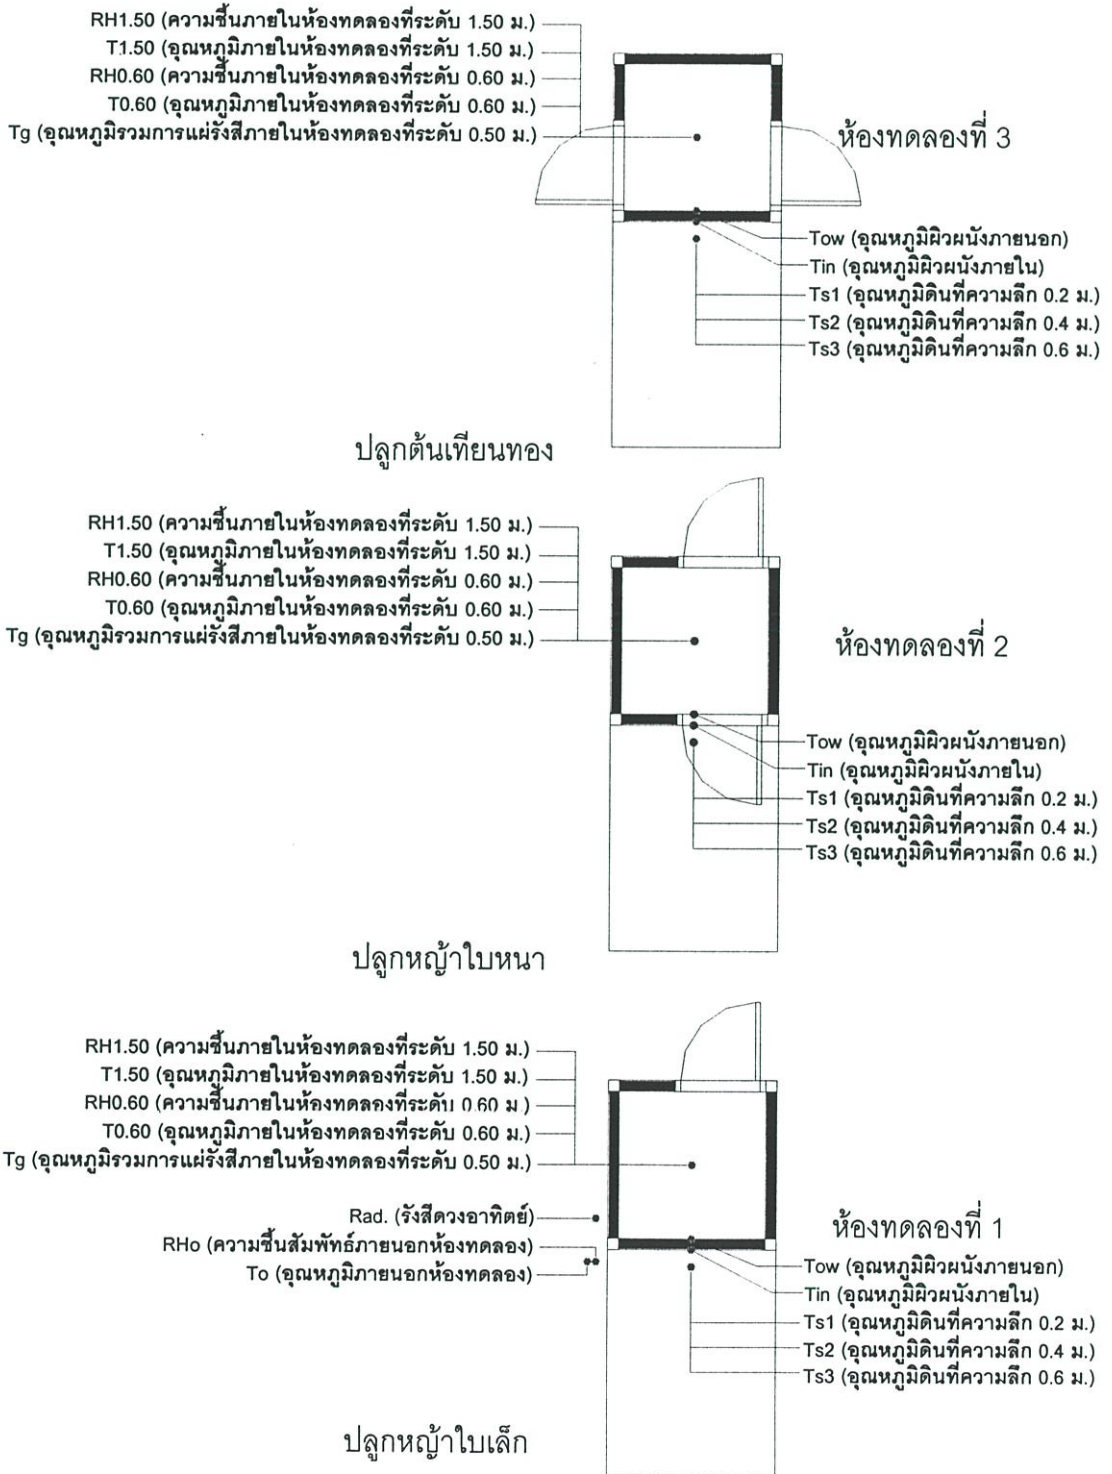 RH1.50 (ความชื้นภายในห้องทดลองที่ระดับ 1.50 ม.)
T1.50 (อุณหภูมิภายในห้องทดลองที่ระดับ 1.50 ม.)
RH0.60 (ความชื้นภายในห้องทดลองที่ระดับ 0.60 ม.)
T0.60 (อุณหภูมิภายในห้องทดลองที่ระดับ 0.60 ม.)
Tg (อุณหภูมิรวมการแผ่รังสีภายในห้องทดลองที่ระดับ 0.50 ม.)
ห้องทดลองที่ 3
Tow (อุณหภูมิผิวผนังภายนอก)
Tin (อุณหภูมิผิวผนังภายใน)
Ts1 (อุณหภูมิดินที่ความลึก 0.2 ม.)
Ts2 (อุณหภูมิดินที่ความลึก 0.4 ม.)
Ts3 (อุณหภูมิดินที่ความลึก 0.6 ม.)
ปลูกต้นเทียนทอง
RH1.50 (ความชื้นภายในห้องทดลองที่ระดับ 1.50 ม.)
T1.50 (อุณหภูมิภายในห้องทดลองที่ระดับ 1.50 ม.)
RH0.60 (ความชื้นภายในห้องทดลองที่ระดับ 0.60 ม.)
T0.60 (อุณหภูมิภายในห้องทดลองที่ระดับ 0.60 ม.)
Tg (อุณหภูมิรวมการแผ่รังสีภายในห้องทดลองที่ระดับ 0.50 ม.)
ห้องทดลองที่ 2
Tow (อุณหภูมิผิวผนังภายนอก)
Tin (อุณหภูมิผิวผนังภายใน)
Ts1 (อุณหภูมิดินที่ความลึก 0.2 ม.)
Ts2 (อุณหภูมิดินที่ความลึก 0.4 ม.)
Ts3 (อุณหภูมิดินที่ความลึก 0.6 ม.)
ปลูกหญ้าใบหนา
RH1.50 (ความชื้นภายในห้องทดลองที่ระดับ 1.50 ม.)
T1.50 (อุณหภูมิภายในห้องทดลองที่ระดับ 1.50 ม.)
RH0.60 (ความชื้นภายในห้องทดลองที่ระดับ 0.60 ม.)
T0.60 (อุณหภูมิภายในห้องทดลองที่ระดับ 0.60 ม.)
Tg (อุณหภูมิรวมการแผ่รังสีภายในห้องทดลองที่ระดับ 0.50 ม.)
Rad. (รังสีดวงอาทิตย์)
RHo (ความชื้นสัมพัทธ์ภายนอกห้องทดลอง)
To (อุณหภูมิภายนอกห้องทดลอง)
ห้องทดลองที่ 1
Tow (อุณหภูมิผิวผนังภายนอก)
Tin (อุณหภูมิผิวผนังภายใน)
Ts1 (อุณหภูมิดินที่ความลึก 0.2 ม.)
Ts2 (อุณหภูมิดินที่ความลึก 0.4 ม.)
Ts3 (อุณหภูมิดินที่ความลึก 0.6 ม.)
ปลูกหญ้าใบเล็ก